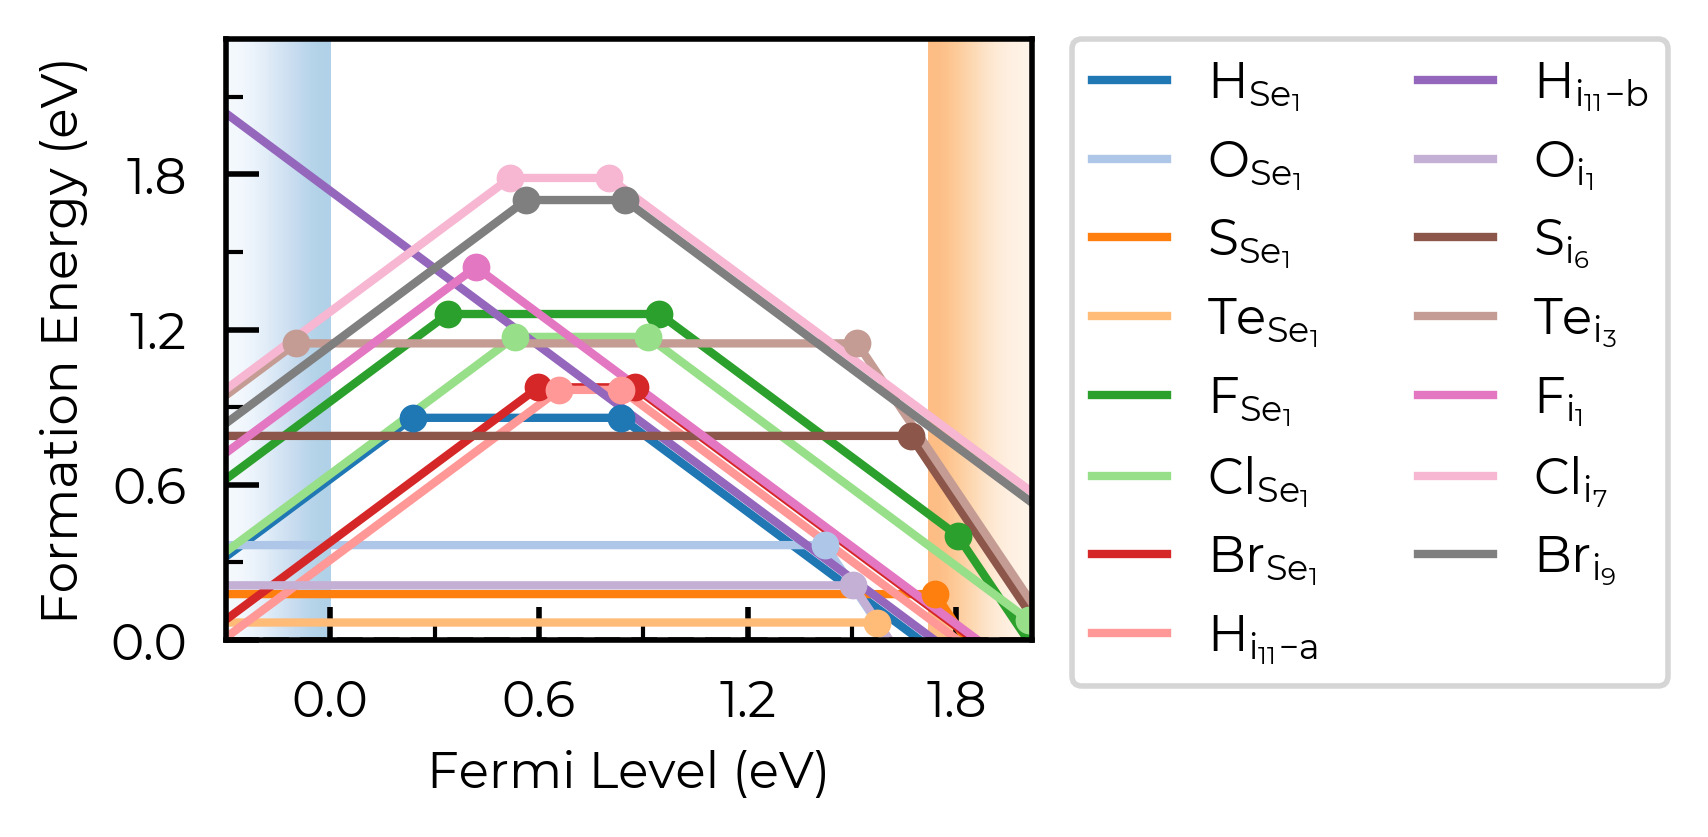 Formation Energy (eV)
1.8
1.2
0.6
0.0
0.0 0.6 1.2 1.8
Fermi Level (eV)
H_Se₁ H_i₁₁−b
O_Se₁ O_i₁
S_Se₁ S_i₆
Te_Se₁ Te_i₃
F_Se₁ F_i₁
Cl_Se₁ Cl_i₇
Br_Se₁ Br_i₉
H_i₁₁−a